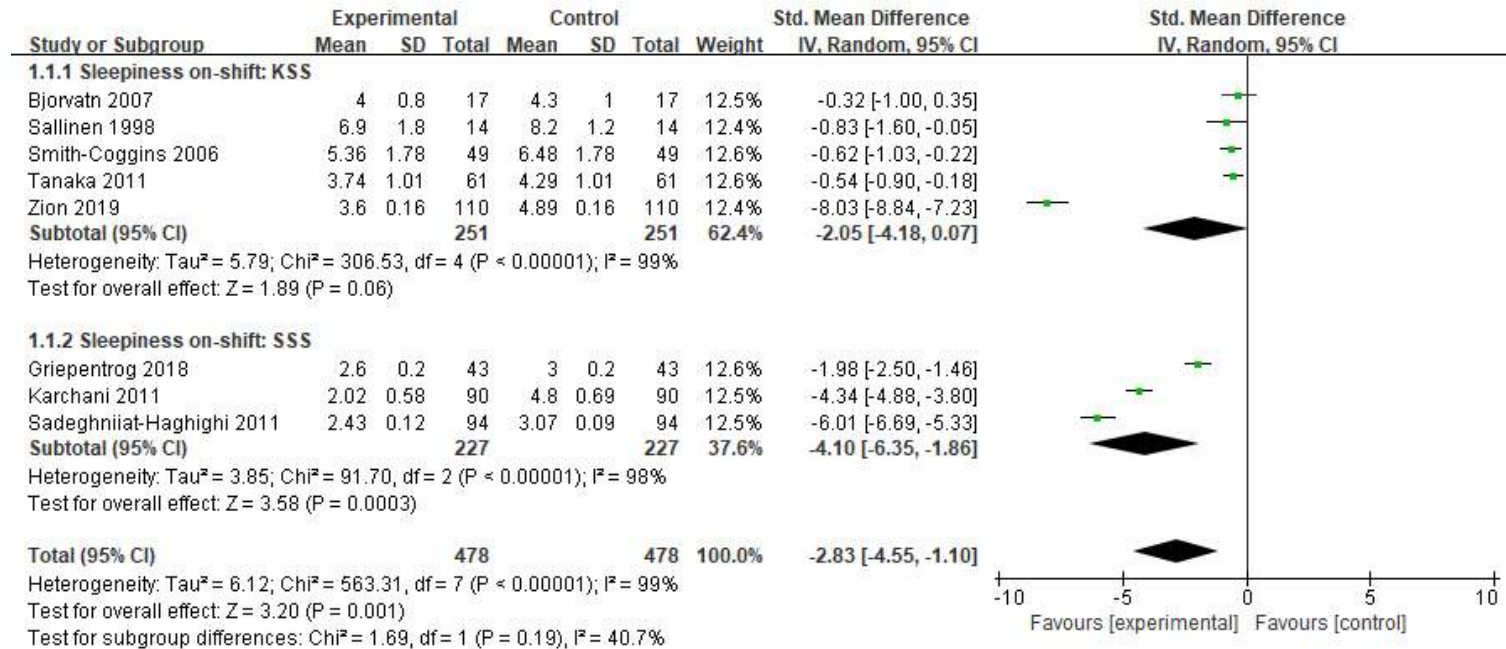 Experimental Control Std. Mean Difference Std. Mean Difference
Study or Subgroup Mean SD Total Mean SD Total Weight IV, Random, 95% CI IV, Random, 95% CI
1.1.1 Sleepiness on-shift: KSS
Bjorvatn 2007 4 0.8 17 4.3 1 17 12.5% -0.32 [-1.00, 0.35]
Sallinen 1998 6.9 1.8 14 8.2 1.2 14 12.4% -0.83 [-1.60, -0.05]
Smith-Coggins 2006 5.36 1.78 49 6.48 1.78 49 12.6% -0.62 [-1.03, -0.22]
Tanaka 2011 3.74 1.01 61 4.29 1.01 61 12.6% -0.54 [-0.90, -0.18]
Zion 2019 3.6 0.16 110 4.89 0.16 110 12.4% -8.03 [-8.84, -7.23]
Subtotal (95% CI) 251 251 62.4% -2.05 [-4.18, 0.07]
Heterogeneity: Tau² = 5.79; Chi² = 306.53, df = 4 (P < 0.00001); I² = 99%
Test for overall effect: Z = 1.89 (P = 0.06)
1.1.2 Sleepiness on-shift: SSS
Griepentrog 2018 2.6 0.2 43 3 0.2 43 12.6% -1.98 [-2.50, -1.46]
Karchani 2011 2.02 0.58 90 4.8 0.69 90 12.5% -4.34 [-4.88, -3.80]
Sadeghniiat-Haghighi 2011 2.43 0.12 94 3.07 0.09 94 12.5% -6.01 [-6.69, -5.33]
Subtotal (95% CI) 227 227 37.6% -4.10 [-6.35, -1.86]
Heterogeneity: Tau² = 3.85; Chi² = 91.70, df = 2 (P < 0.00001); I² = 98%
Test for overall effect: Z = 3.58 (P = 0.0003)
Total (95% CI) 478 478 100.0% -2.83 [-4.55, -1.10]
Heterogeneity: Tau² = 6.12; Chi² = 563.31, df = 7 (P < 0.00001); I² = 99%
Test for overall effect: Z = 3.20 (P = 0.001)
Test for subgroup differences: Chi² = 1.69, df = 1 (P = 0.19), I² = 40.7%
-10 -5 0 5 10
Favours [experimental] Favours [control]